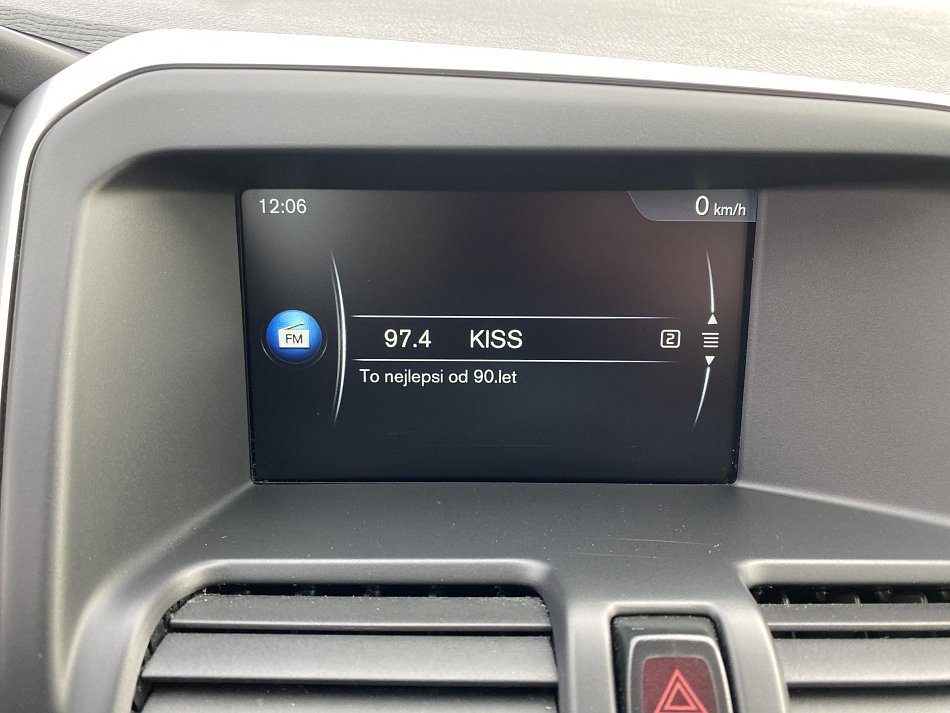 12:06
0 km/h
FM
97.4 KISS 2
To nejlepsi od 90.let